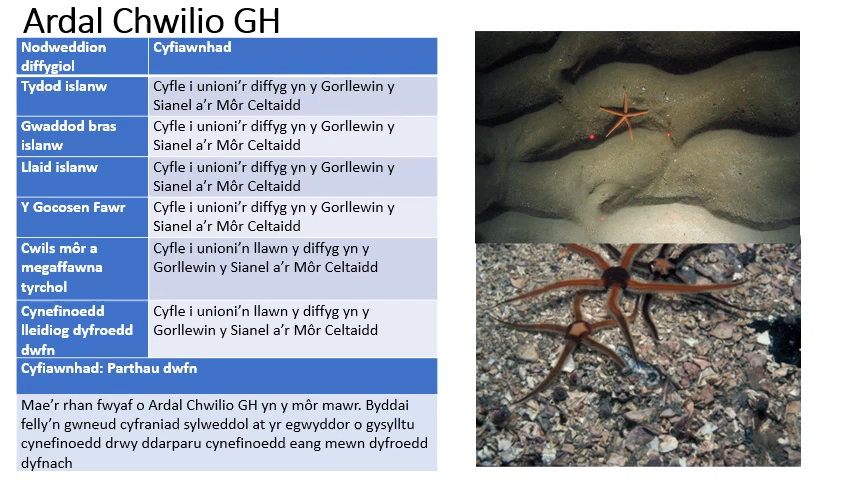 Ardal Chwilio GH
Nodweddion
diffygiol
Cyfiawnhad
Tydod islanw
Cyfle i unioni'r diffyg yn y Gorllewin y
Sianel a'r Môr Celtaidd
Gwaddod bras
islanw
Cyfle i unioni'r diffyg yn y Gorllewin y
Sianel a'r Môr Celtaidd
Llaid islanw
Cyfle i unioni'r diffyg yn y Gorllewin y
Sianel a'r Môr Celtaidd
Y Gocosen Fawr
Cyfle i unioni'r diffyg yn y Gorllewin y
Sianel a'r Môr Celtaidd
Cwils môr a
megaffawna
tyrchol
Cyfle i unioni'n llawn y diffyg yn y
Gorllewin y Sianel a'r Môr Celtaidd
Cynefinoedd
lleidiog dyfroedd
dwfn
Cyfle i unioni'n llawn y diffyg yn y
Gorllewin y Sianel a'r Môr Celtaidd
Cyfiawnhad: Parthau dwfn
Mae'r rhan fwyaf o Ardal Chwilio GH yn y môr mawr. Byddai
felly'n gwneud cyfraniad sylweddol at yr egwyddor o gysylltu
cynefinoedd drwy ddarparu cynefinoedd eang mewn dyfroedd
dyfnach